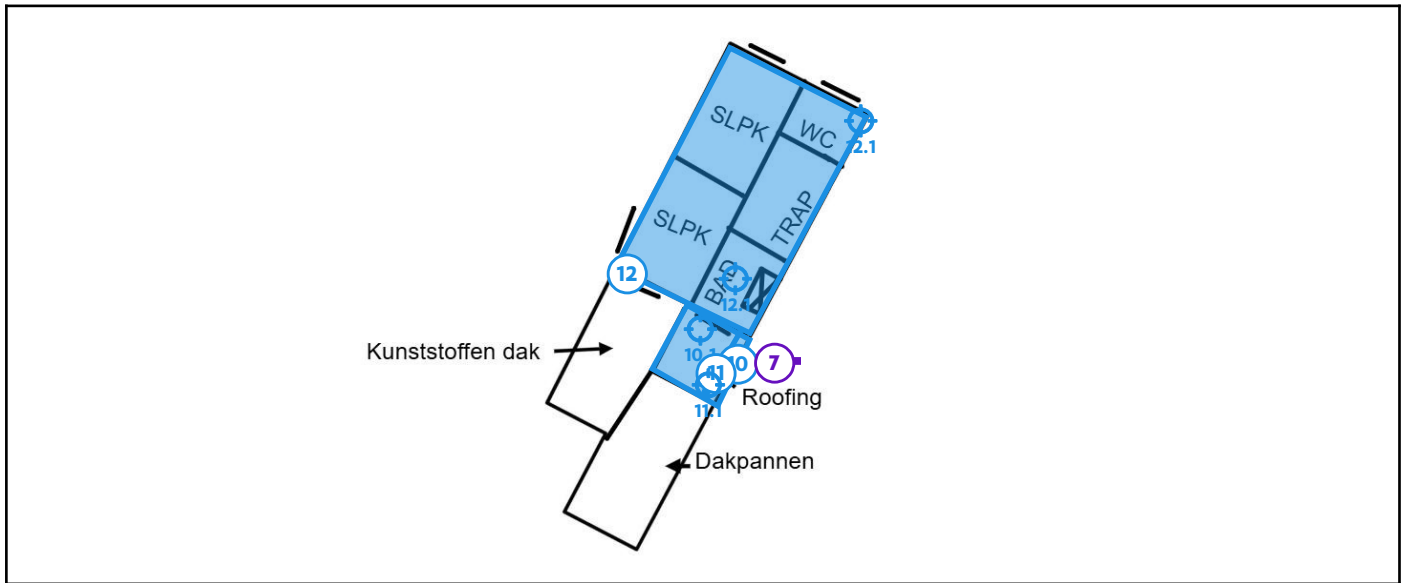 SLPK
WC
12.1
TRAP
SLPK
BAD
12
12.1
Kunststoffen dak
10.1
11
10
7
11.1
Roofing
Dakpannen